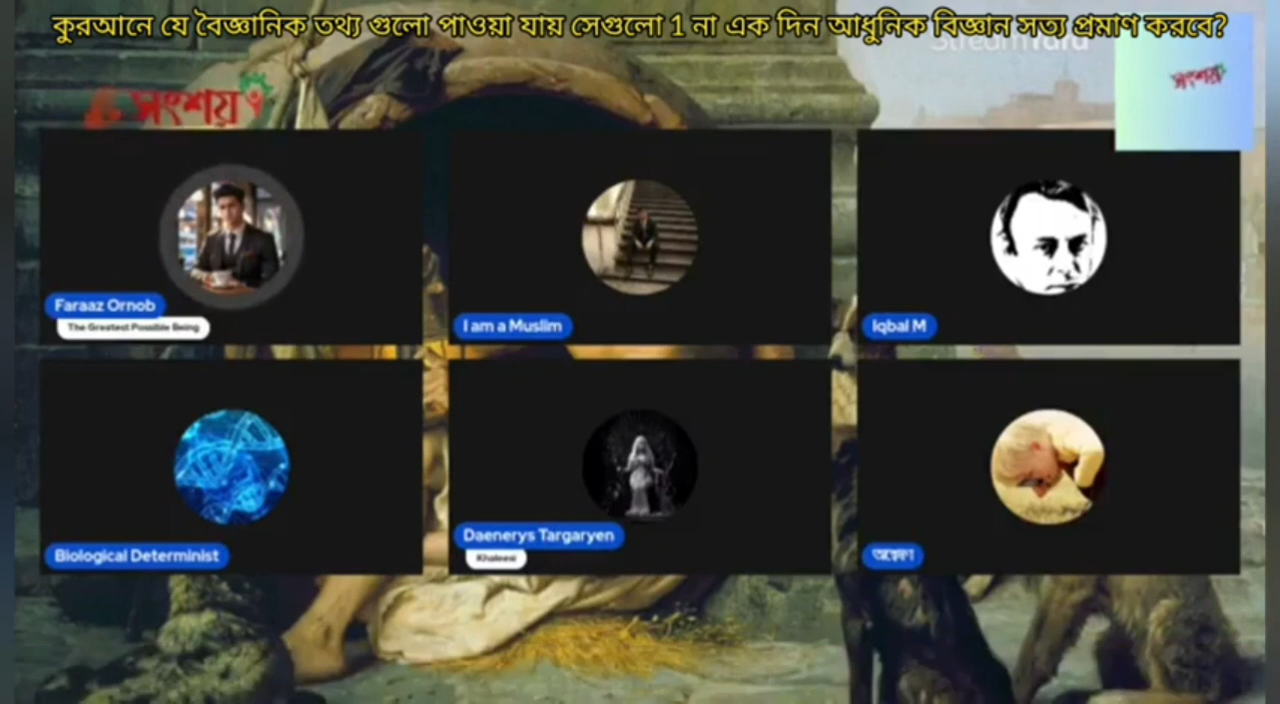 কুরআনে যে বৈজ্ঞানিক তথ্য গুলো পাওয়া যায় সেগুলো 1 না এক দিন আধুনিক বিজ্ঞান সত্য প্রমাণ করবে?
StreamYard
সংশয়
সংশয়
Faraaz Ornob
The Greatest Possible Being
I am a Muslim
Iqbal M
Biological Determinist
Daenerys Targaryen
Khaleesi